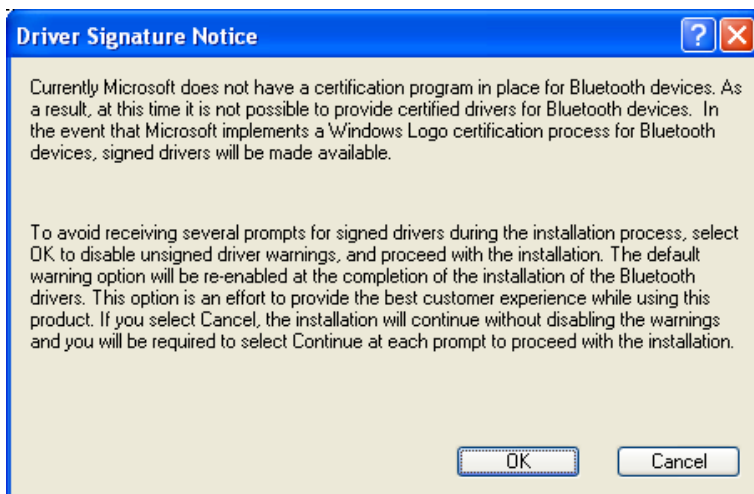 Driver Signature Notice
Currently Microsoft does not have a certification program in place for Bluetooth devices. As
a result, at this time it is not possible to provide certified drivers for Bluetooth devices. In
the event that Microsoft implements a Windows Logo certification process for Bluetooth
devices, signed drivers will be made available.
To avoid receiving several prompts for signed drivers during the installation process, select
OK to disable unsigned driver warnings, and proceed with the installation. The default
warning option will be re-enabled at the completion of the installation of the Bluetooth
drivers. This option is an effort to provide the best customer experience while using this
product. If you select Cancel, the installation will continue without disabling the warnings
and you will be required to select Continue at each prompt to proceed with the installation.
OK
Cancel